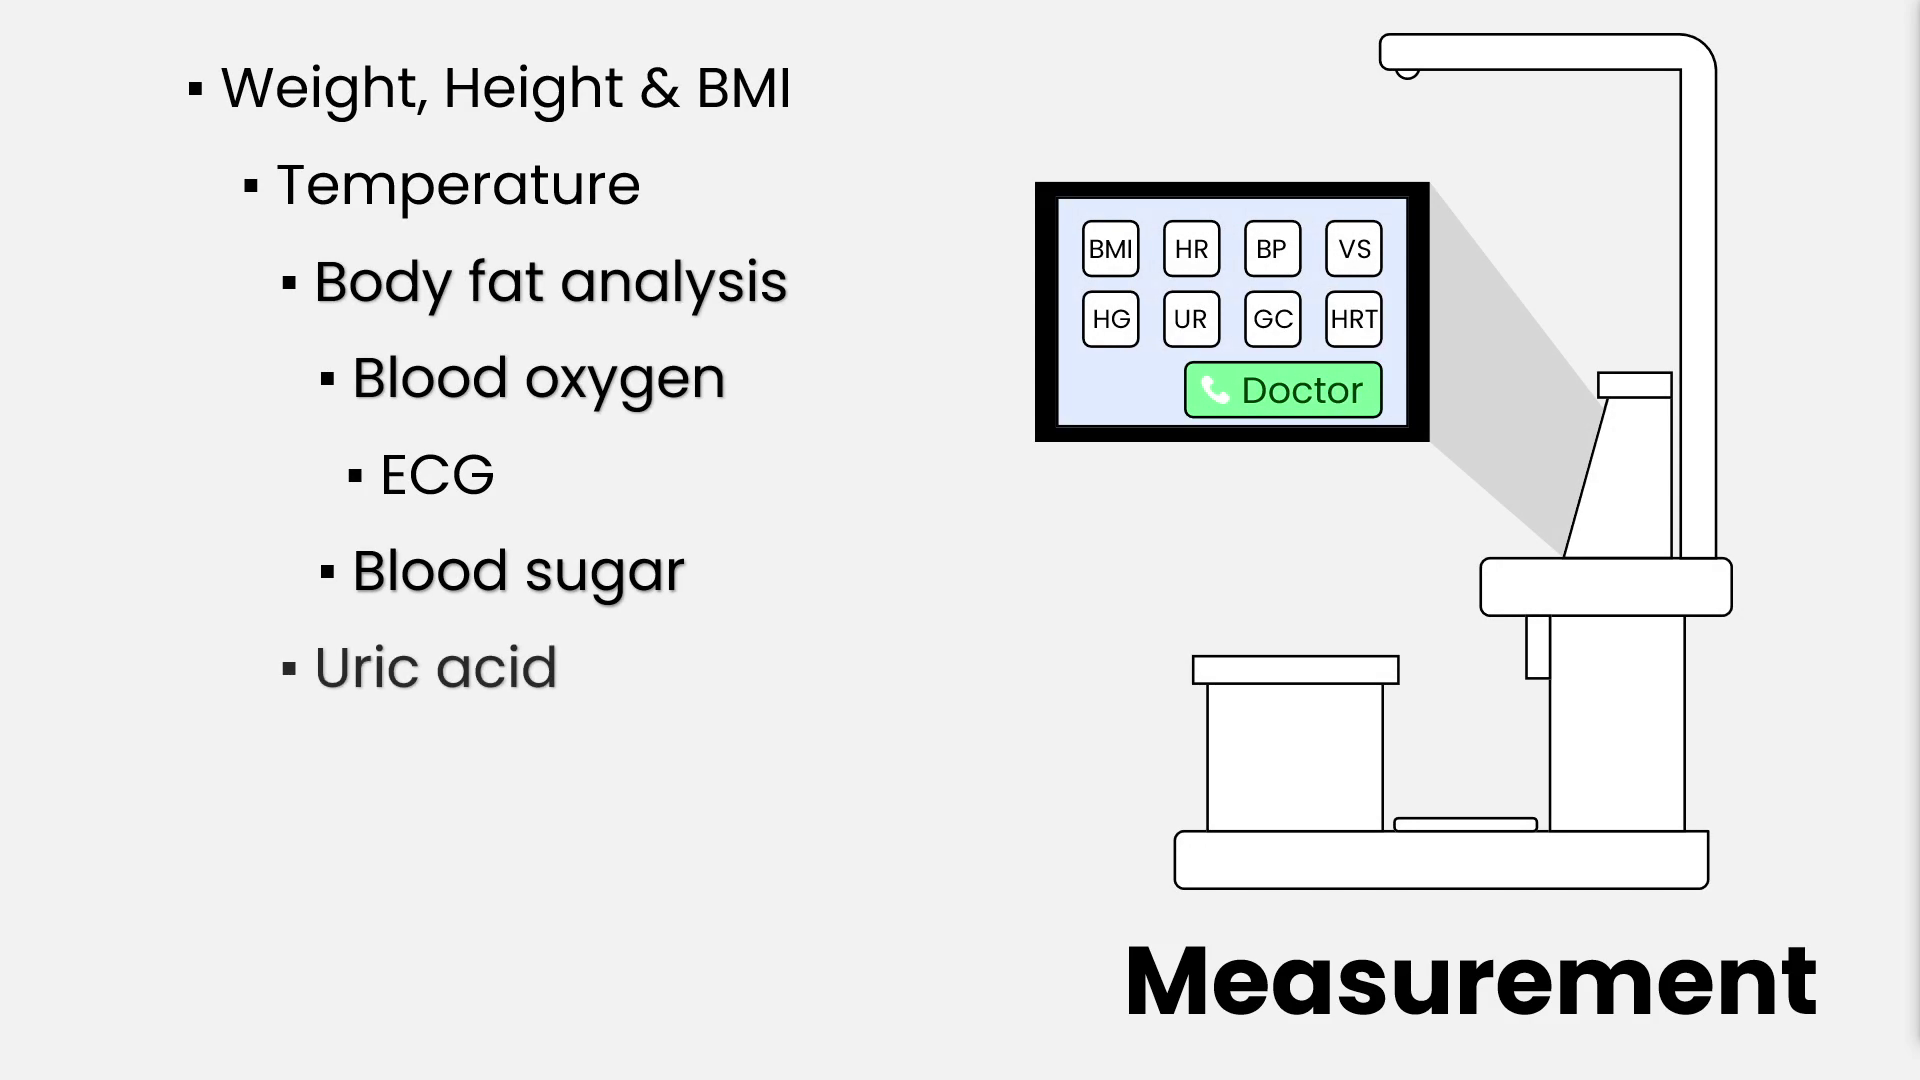 ▪ Weight, Height & BMI
▪ Temperature
▪ Body fat analysis
▪ Blood oxygen
▪ ECG
▪ Blood sugar
▪ Uric acid
BMI HR BP VS
HG UR GC HRT
Doctor
Measurement